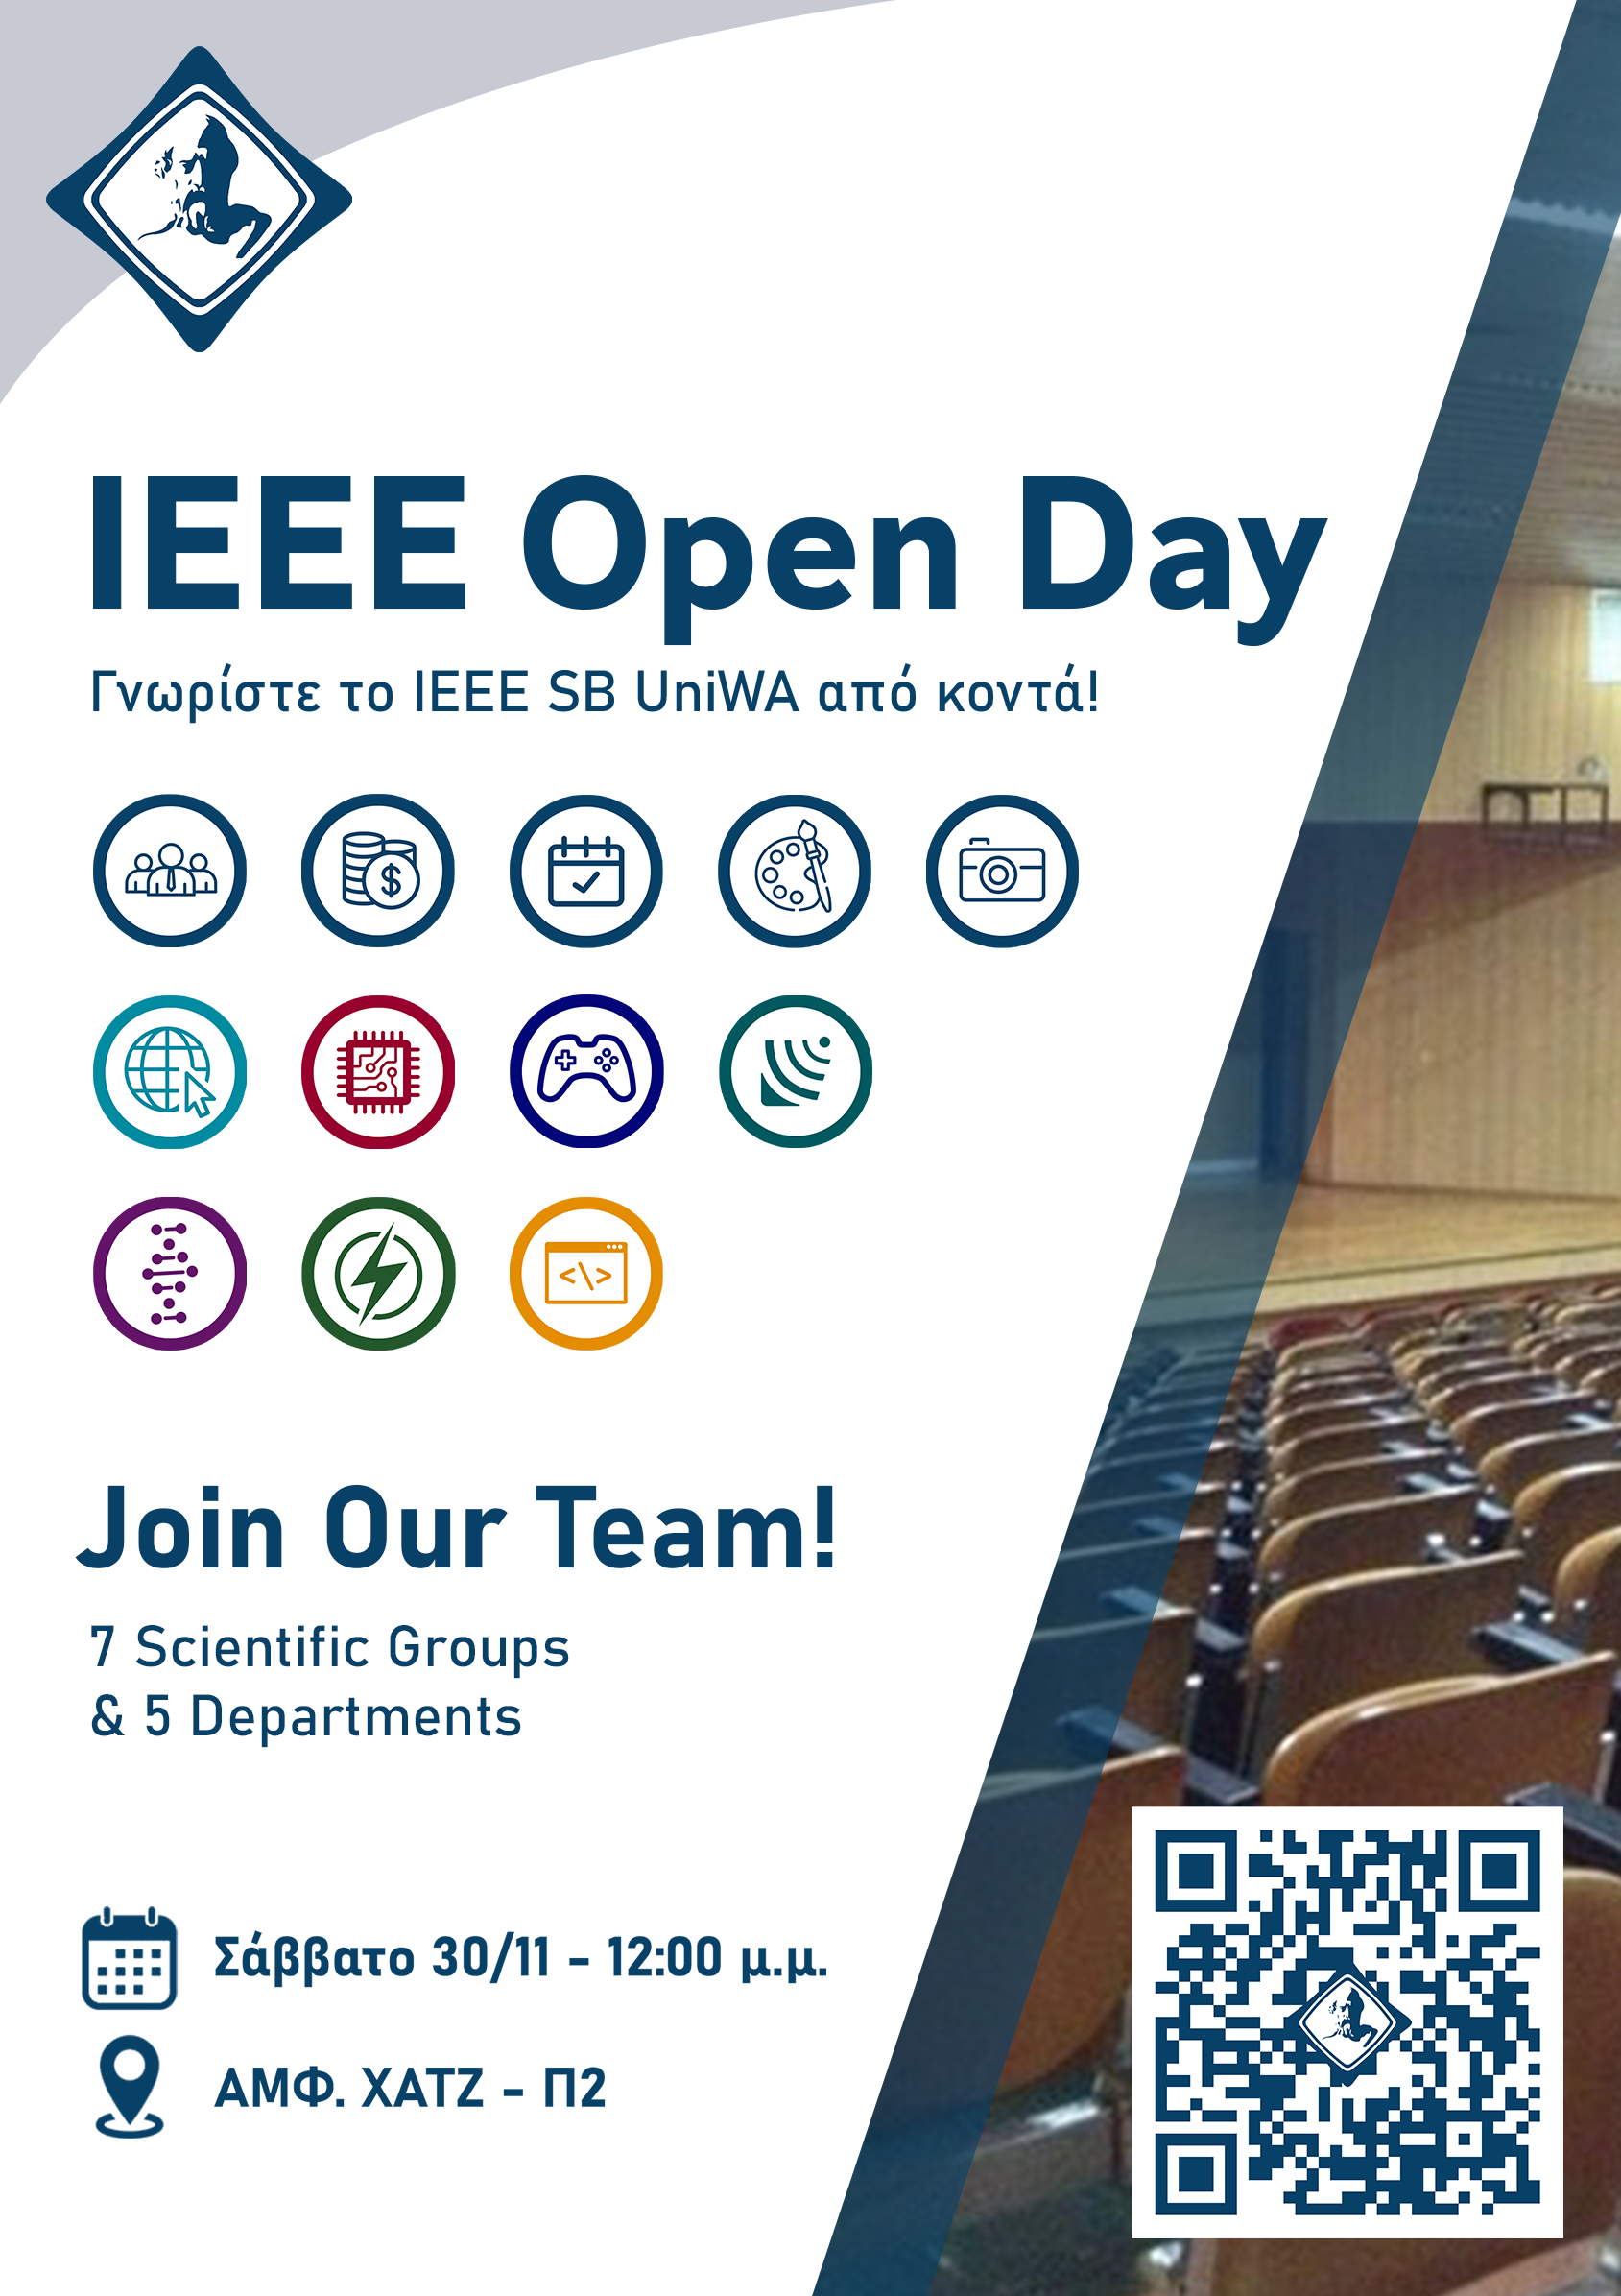 IEEE Open Day
Γνωρίστε το IEEE SB UniWA από κοντά!
Join Our Team!
7 Scientific Groups
& 5 Departments
Σάββατο 30/11 - 12:00 μ.μ.
ΑΜΦ. ΧΑΤΖ - Π2